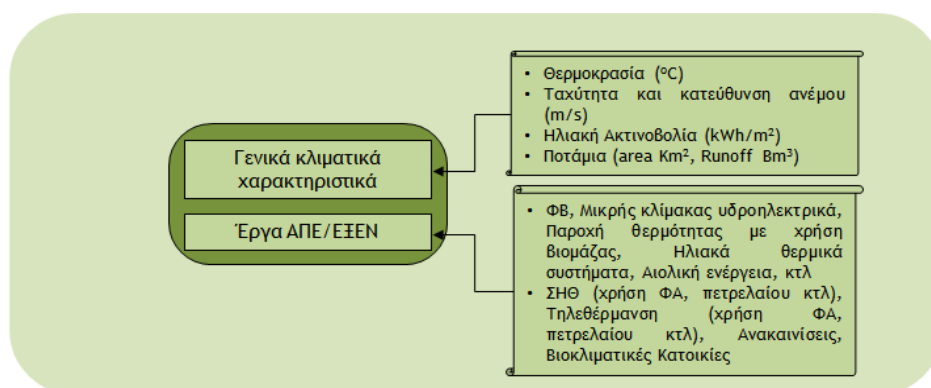 • Θερμοκρασία (ºC)
• Ταχύτητα και κατεύθυνση ανέμου
(m/s)
• Ηλιακή Ακτινοβολία (kWh/m²)
• Ποτάμια (area Km², Runoff Bm³)
Γενικά κλιματικά
χαρακτηριστικά
Έργα ΑΠΕ/ΕΞΕΝ
• ΦΒ, Μικρής κλίμακας υδροηλεκτρικά,
Παροχή θερμότητας με χρήση
βιομάζας, Ηλιακά θερμικά
συστήματα, Αιολική ενέργεια, κτλ
• ΣΗΘ (χρήση ΦΑ, πετρελαίου κτλ),
Τηλεθέρμανση (χρήση ΦΑ,
πετρελαίου κτλ), Ανακαινίσεις,
Βιοκλιματικές Κατοικίες